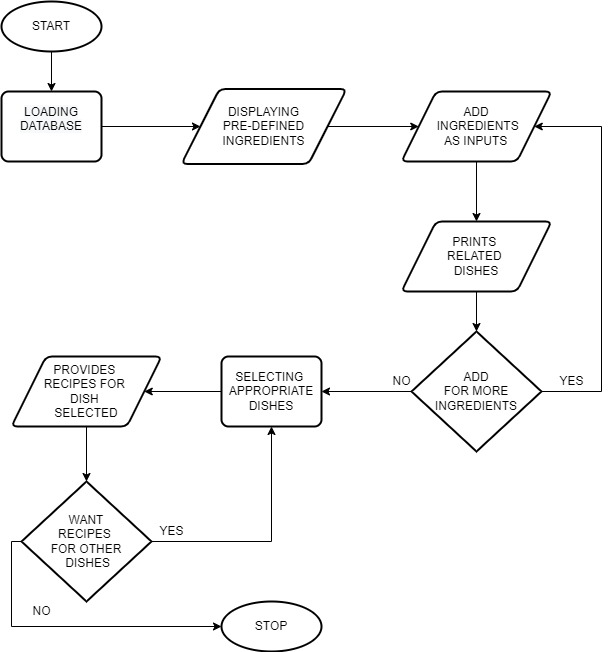 START
LOADING
DATABASE
DISPLAYING
PRE-DEFINED
INGREDIENTS
ADD
INGREDIENTS
AS INPUTS
PRINTS
RELATED
DISHES
ADD
FOR MORE
INGREDIENTS
YES
NO
SELECTING
APPROPRIATE
DISHES
PROVIDES
RECIPES FOR
DISH
SELECTED
WANT
RECIPES
FOR OTHER
DISHES
YES
NO
STOP